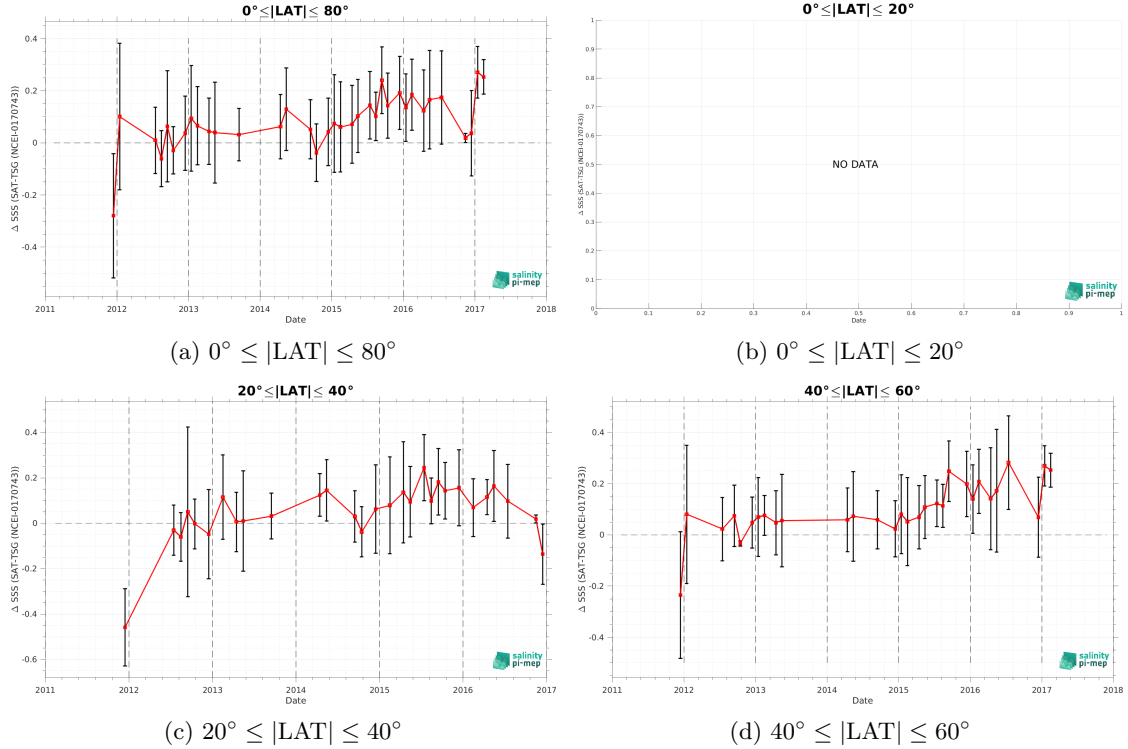 0°≤|LAT|≤ 80°
Δ SSS (SAT-TSG (NCEI-0170743))
0.4
0.2
0
-0.2
-0.4
2011 2012 2013 2014 2015 2016 2017 2018
Date
salinity
pi-mep
(a) 0° ≤ |LAT| ≤ 80°
0°≤|LAT|≤ 20°
Δ SSS (SAT-TSG (NCEI-0170743))
1
0.9
0.8
0.7
0.6
0.5
0.4
0.3
0.2
0.1
0
NO DATA
0 0.1 0.2 0.3 0.4 0.5 0.6 0.7 0.8 0.9 1
Date
salinity
pi-mep
(b) 0° ≤ |LAT| ≤ 20°
20°≤|LAT|≤ 40°
Δ SSS (SAT-TSG (NCEI-0170743))
0.4
0.2
0
-0.2
-0.4
-0.6
2011 2012 2013 2014 2015 2016 2017
Date
salinity
pi-mep
(c) 20° ≤ |LAT| ≤ 40°
40°≤|LAT|≤ 60°
Δ SSS (SAT-TSG (NCEI-0170743))
0.4
0.2
0
-0.2
-0.4
2011 2012 2013 2014 2015 2016 2017 2018
Date
salinity
pi-mep
(d) 40° ≤ |LAT| ≤ 60°